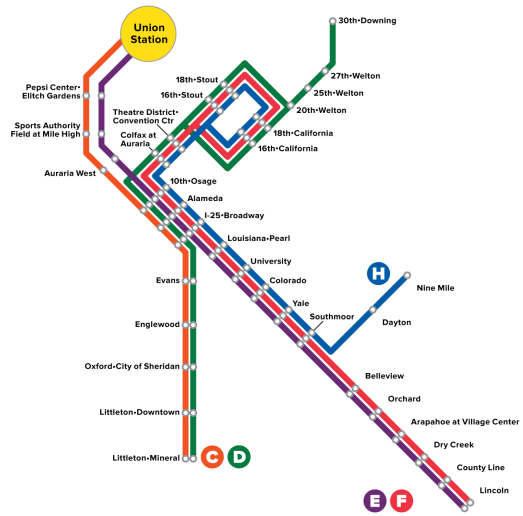 Union
Station
30th•Downing
27th•Welton
25th•Welton
20th•Welton
18th•California
16th•California
18th•Stout
16th•Stout
Theatre District•
Convention Ctr
Colfax at
Auraria
Pepsi Center•
Elitch Gardens
Sports Authority
Field at Mile High
Auraria West
10th•Osage
Alameda
I-25•Broadway
Louisiana•Pearl
University
Colorado
Yale
Southmoor
H
Nine Mile
Dayton
Evans
Englewood
Oxford•City of Sheridan
Littleton•Downtown
Littleton•Mineral
C
D
Belleview
Orchard
Arapahoe at Village Center
Dry Creek
County Line
Lincoln
E
F